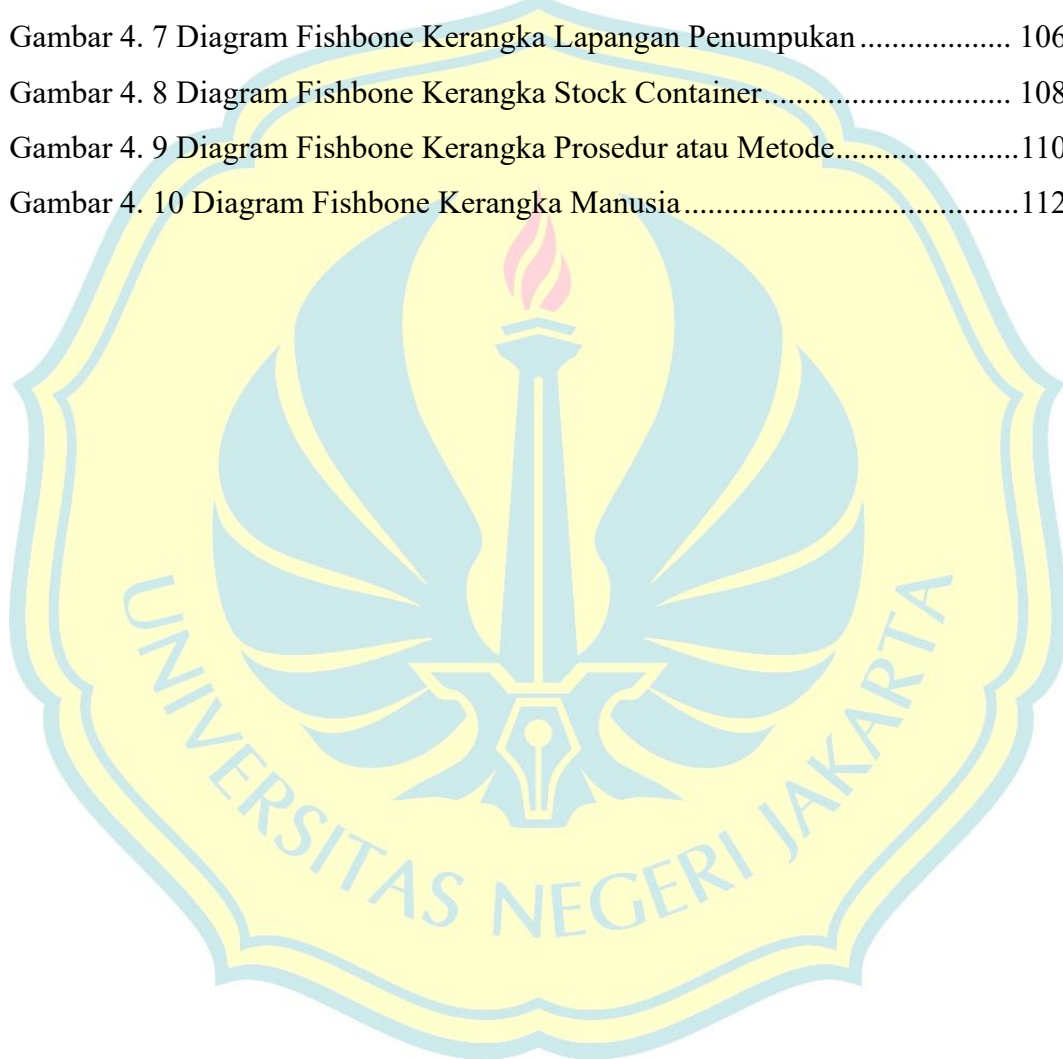 Gambar 4. 7 Diagram Fishbone Kerangka Lapangan Penumpukan ................... 106
Gambar 4. 8 Diagram Fishbone Kerangka Stock Container............................... 108
Gambar 4. 9 Diagram Fishbone Kerangka Prosedur atau Metode.......................110
Gambar 4. 10 Diagram Fishbone Kerangka Manusia..........................................112
UNIVERSITAS NEGERI JAKARTA